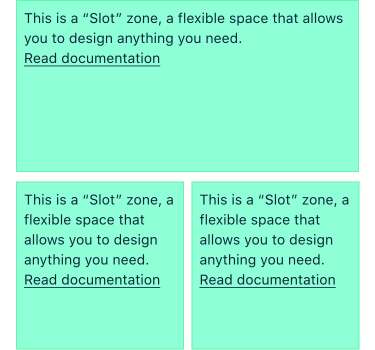 This is a “Slot” zone, a flexible space that allows
you to design anything you need.
Read documentation
This is a “Slot” zone, a
flexible space that
allows you to design
anything you need.
Read documentation
This is a “Slot” zone, a
flexible space that
allows you to design
anything you need.
Read documentation